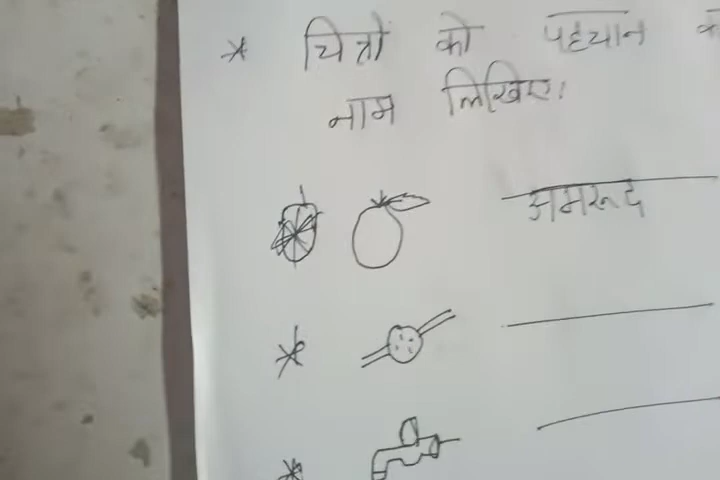 * चित्रों को पहचान
नाम लिखिए।
अमरूद
*
*